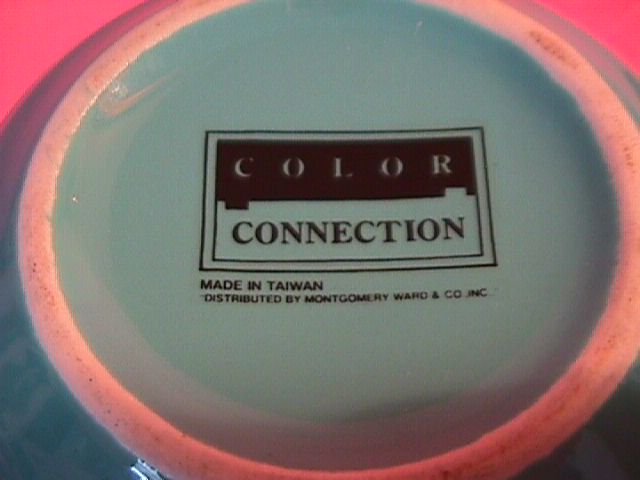 COLOR
CONNECTION
MADE IN TAIWAN
"DISTRIBUTED BY MONTGOMERY WARD & CO.,INC."